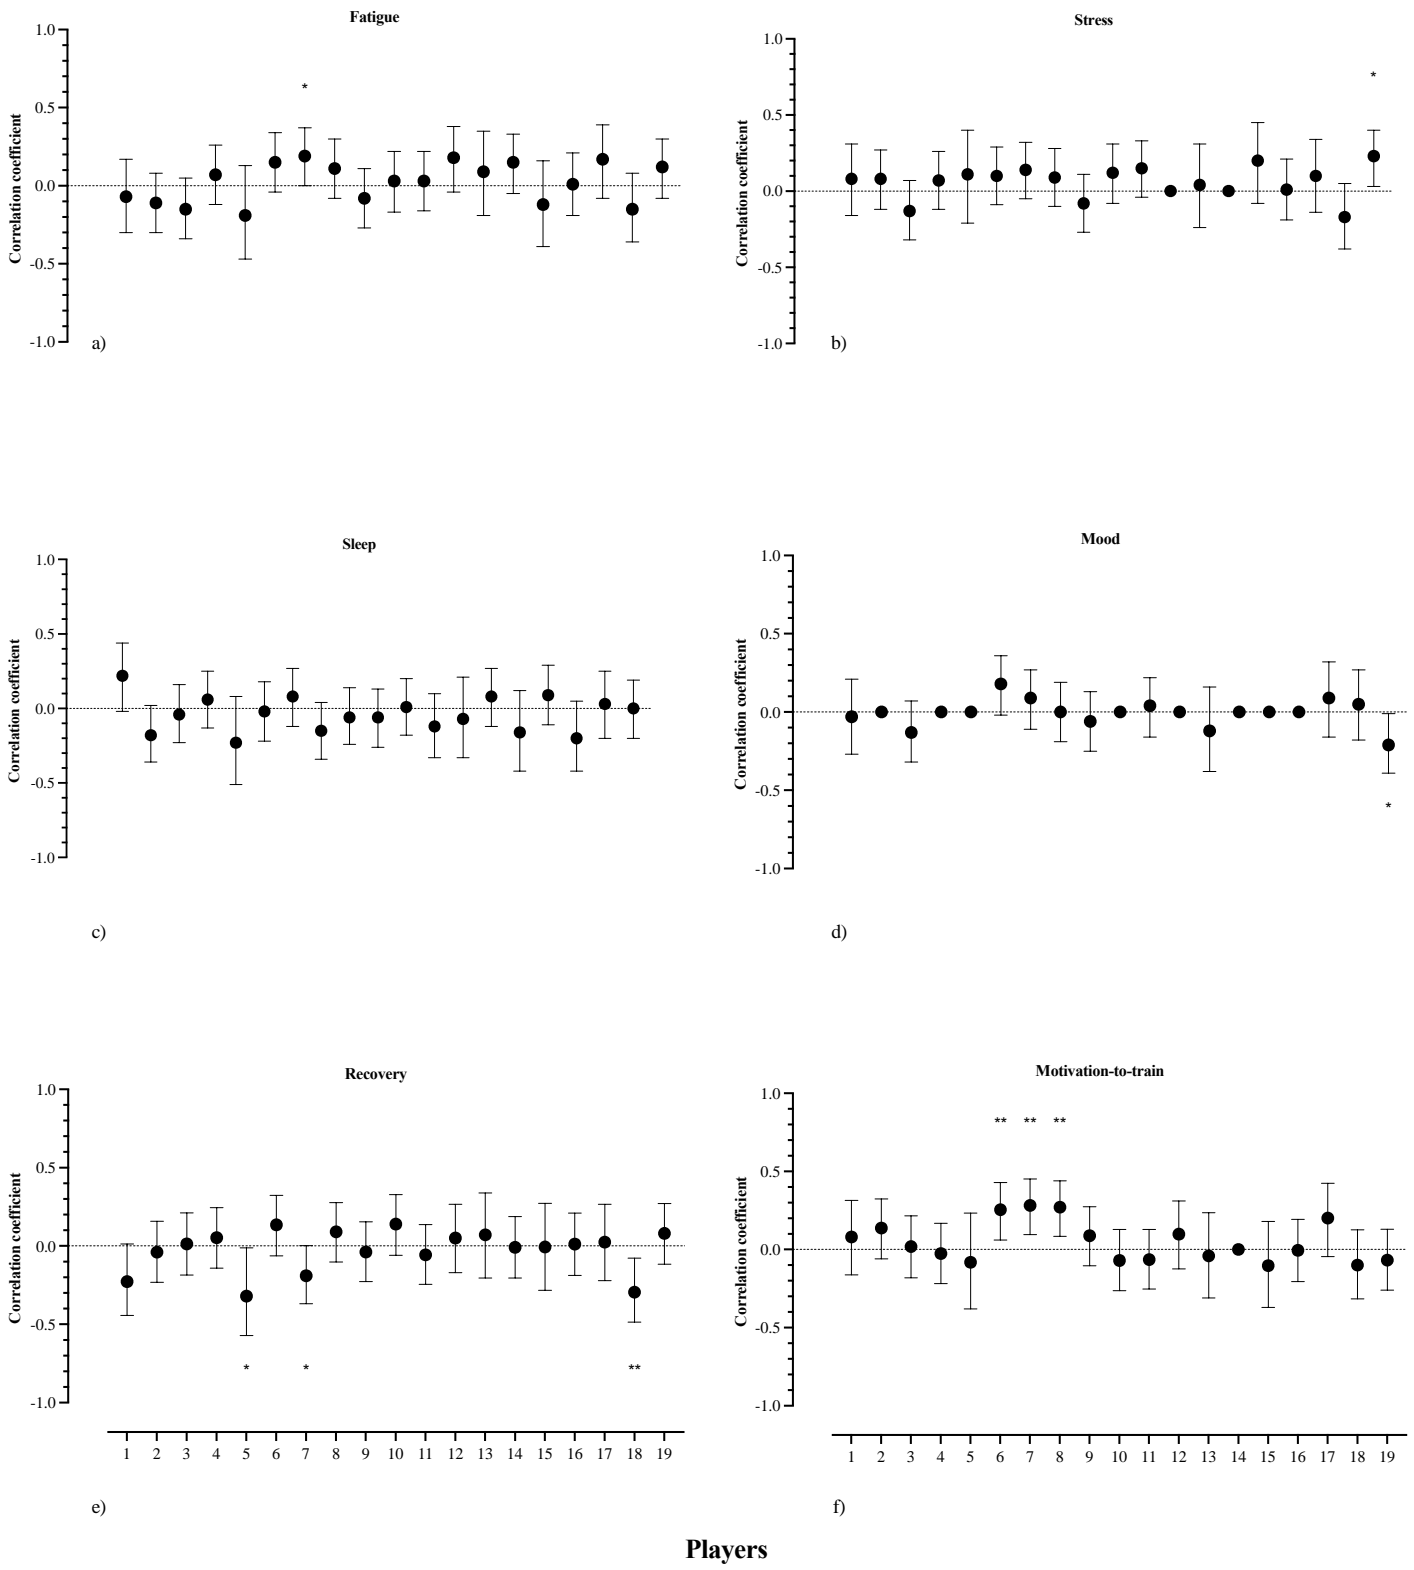 Fatigue
1.0
0.5
0.0
-0.5
-1.0
Correlation coefficient
*
a)
Stress
1.0
0.5
0.0
-0.5
-1.0
Correlation coefficient
*
b)
Sleep
1.0
0.5
0.0
-0.5
-1.0
Correlation coefficient
c)
Mood
1.0
0.5
0.0
-0.5
-1.0
Correlation coefficient
*
d)
Recovery
1.0
0.5
0.0
-0.5
-1.0
Correlation coefficient
* * **
1 2 3 4 5 6 7 8 9 10 11 12 13 14 15 16 17 18 19
e)
Motivation-to-train
1.0
0.5
0.0
-0.5
-1.0
Correlation coefficient
** ** **
1 2 3 4 5 6 7 8 9 10 11 12 13 14 15 16 17 18 19
f)
Players